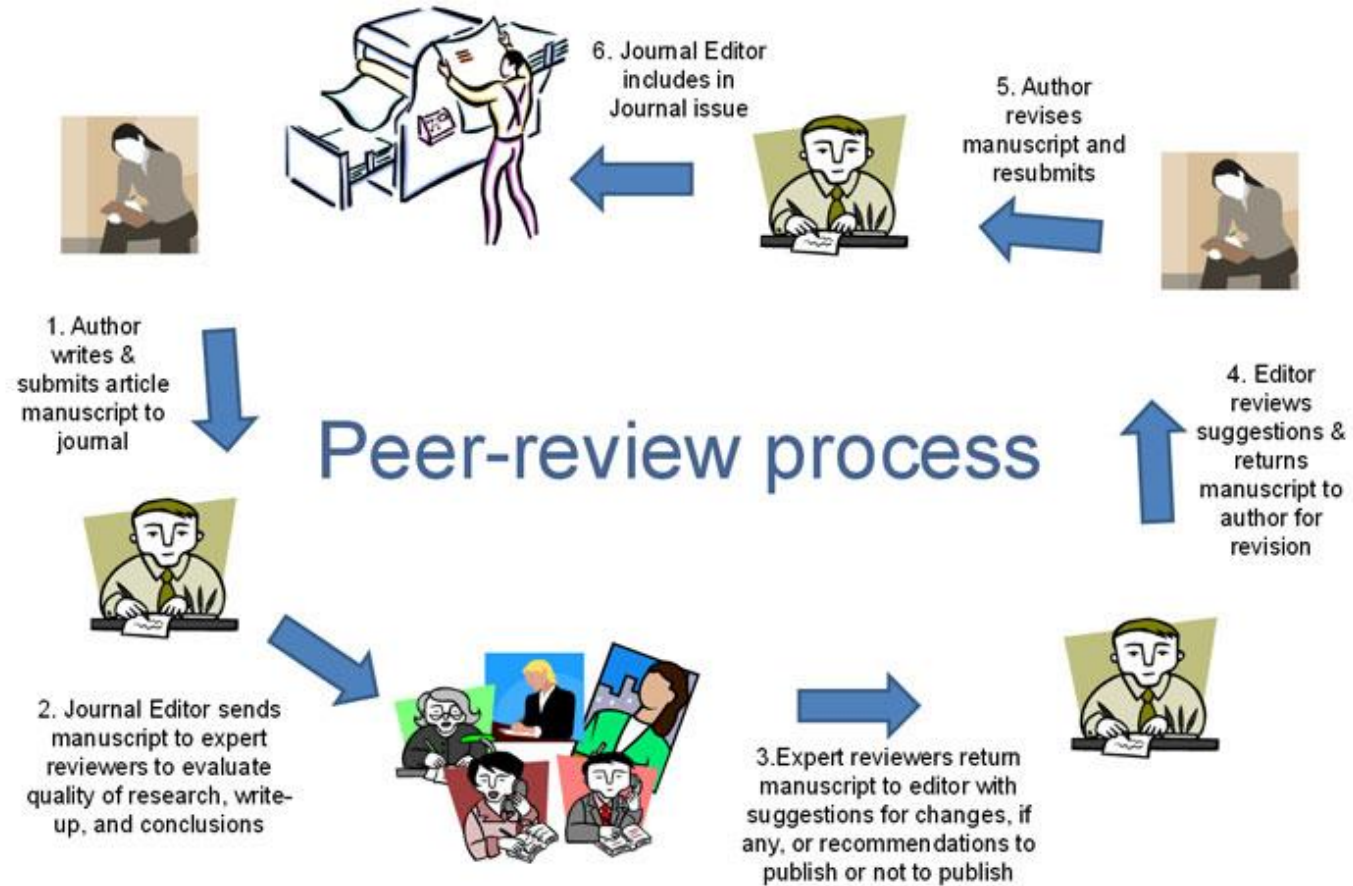 1. Author
writes &
submits article
manuscript to
journal
Peer-review process
2. Journal Editor sends
manuscript to expert
reviewers to evaluate
quality of research, write-
up, and conclusions
3.Expert reviewers return
manuscript to editor with
suggestions for changes, if
any, or recommendations to
publish or not to publish
4. Editor
reviews
suggestions &
returns
manuscript to
author for
revision
5. Author
revises
manuscript and
resubmits
6. Journal Editor
includes in
Journal issue